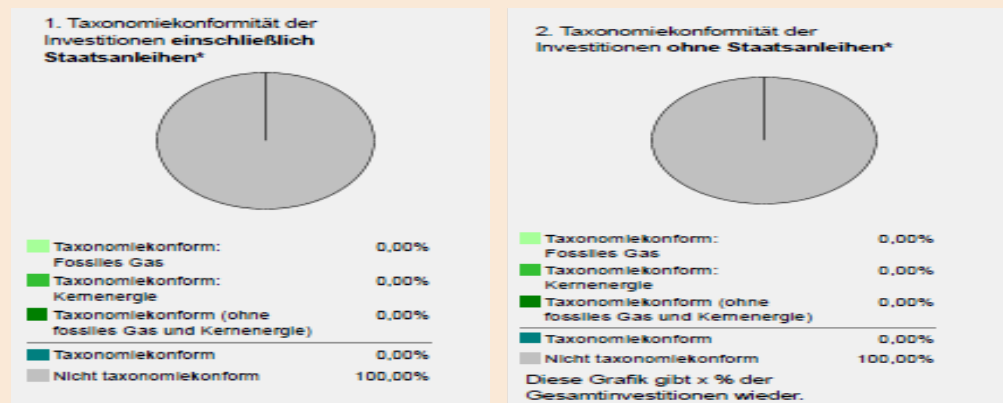 1. Taxonomiekonformität der
Investitionen einschließlich
Staatsanleihen*
Taxonomiekonform: 0,00%
Fossiles Gas
Taxonomiekonform: 0,00%
Kernenergie
Taxonomiekonform (ohne 0,00%
fossiles Gas und Kernenergie)
Taxonomiekonform 0,00%
Nicht taxonomiekonform 100,00%
2. Taxonomiekonformität der
Investitionen ohne Staatsanleihen*
Taxonomiekonform: 0,00%
Fossiles Gas
Taxonomiekonform: 0,00%
Kernenergie
Taxonomiekonform (ohne 0,00%
fossiles Gas und Kernenergie)
Taxonomiekonform 0,00%
Nicht taxonomiekonform 100,00%
Diese Grafik gibt x % der
Gesamtinvestitionen wieder.